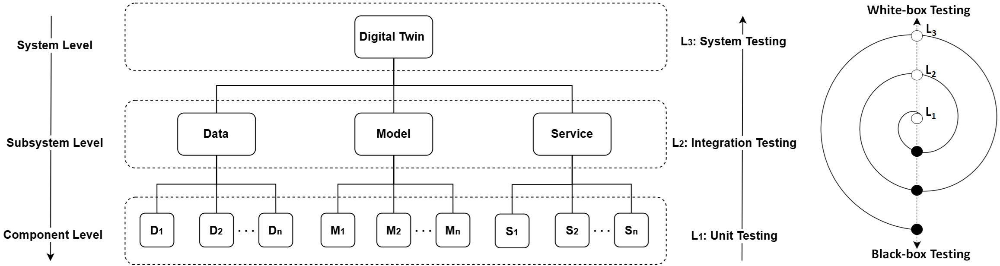 White-box Testing
L3
System Level
Digital Twin
L3: System Testing
L2
L1
Subsystem Level
Data
Model
Service
L2: Integration Testing
Component Level
D1
D2
...
Dn
M1
M2
...
Mn
S1
S2
...
Sn
L1: Unit Testing
Black-box Testing